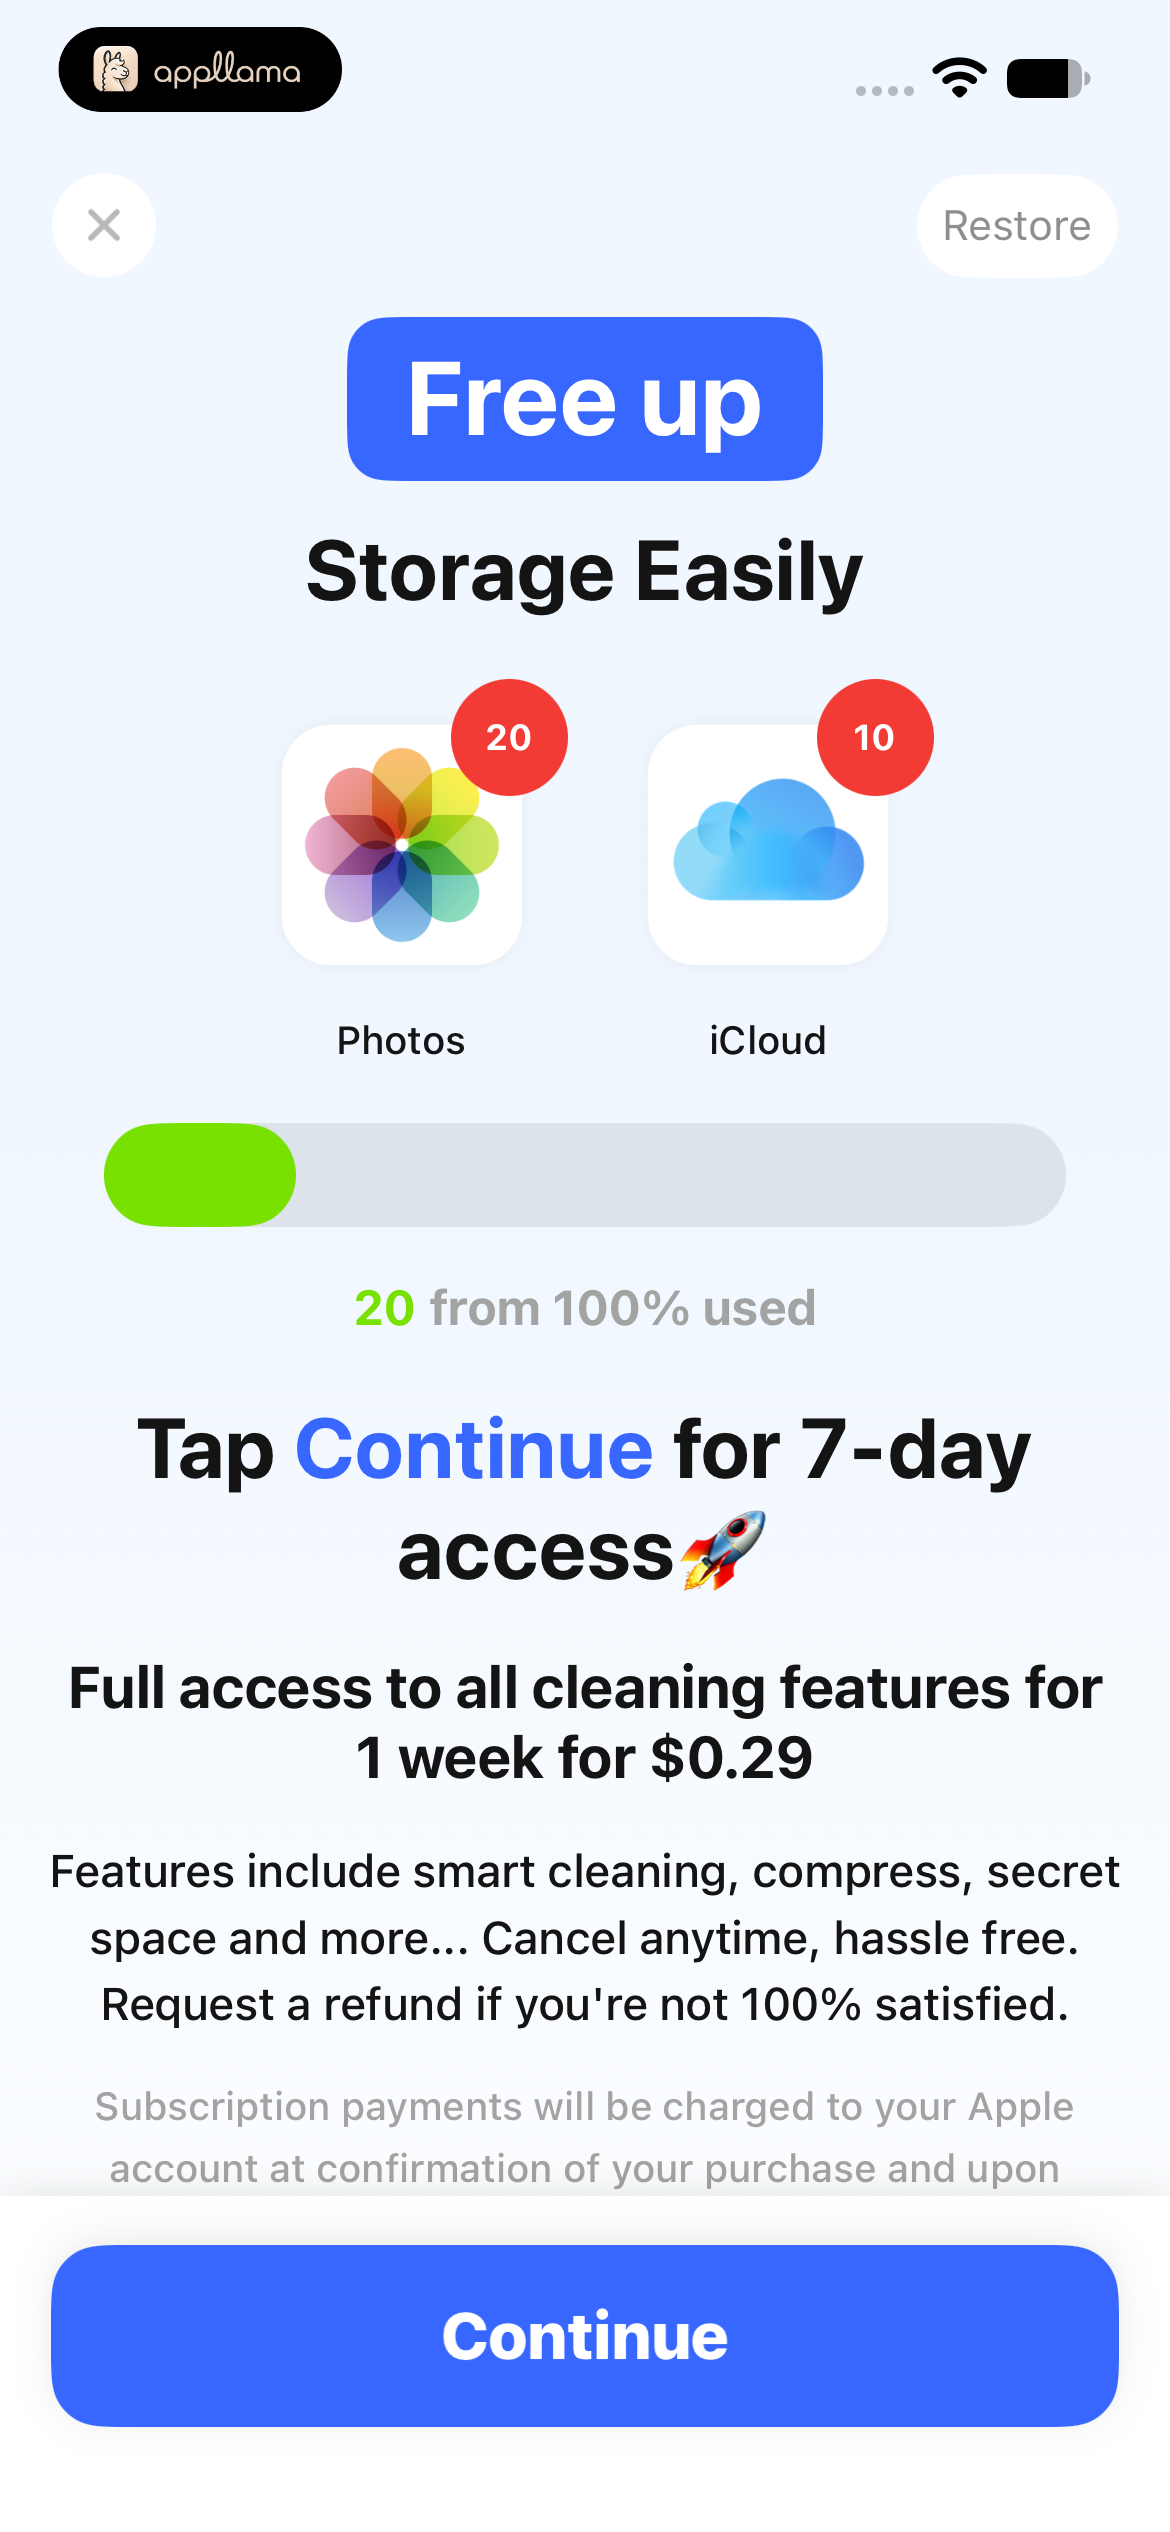 appllama
Restore
Free up
Storage Easily
20
10
Photos
iCloud
20 from 100% used
Tap Continue for 7-day
access🚀
Full access to all cleaning features for
1 week for $0.29
Features include smart cleaning, compress, secret
space and more... Cancel anytime, hassle free.
Request a refund if you're not 100% satisfied.
Subscription payments will be charged to your Apple
account at confirmation of your purchase and upon
Continue